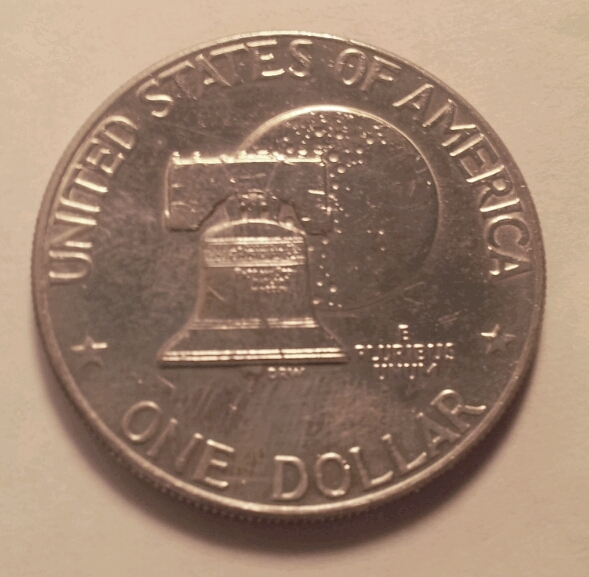 UNITED STATES OF AMERICA
E
PLURIBUS
UNUM
ONE DOLLAR